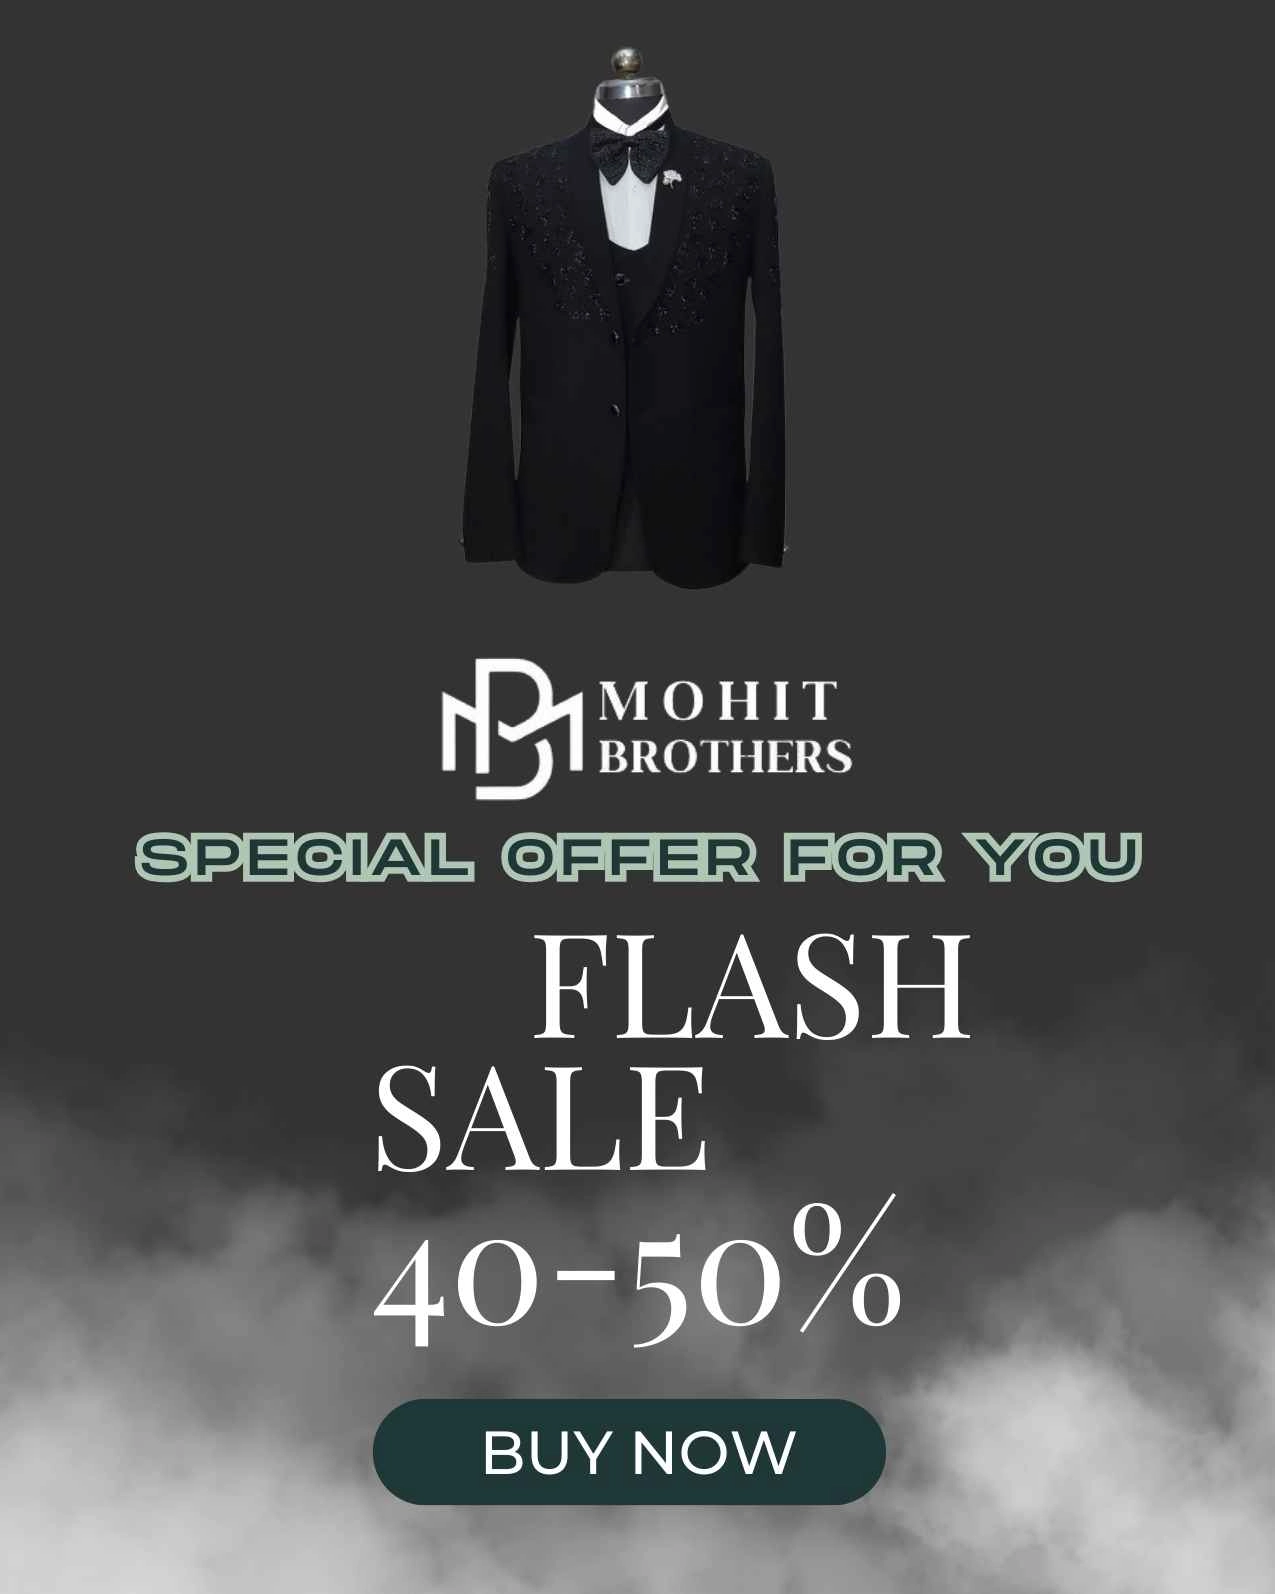 MOHIT
BROTHERS
SPECIAL OFFER FOR YOU
FLASH
SALE
40-50%
BUY NOW